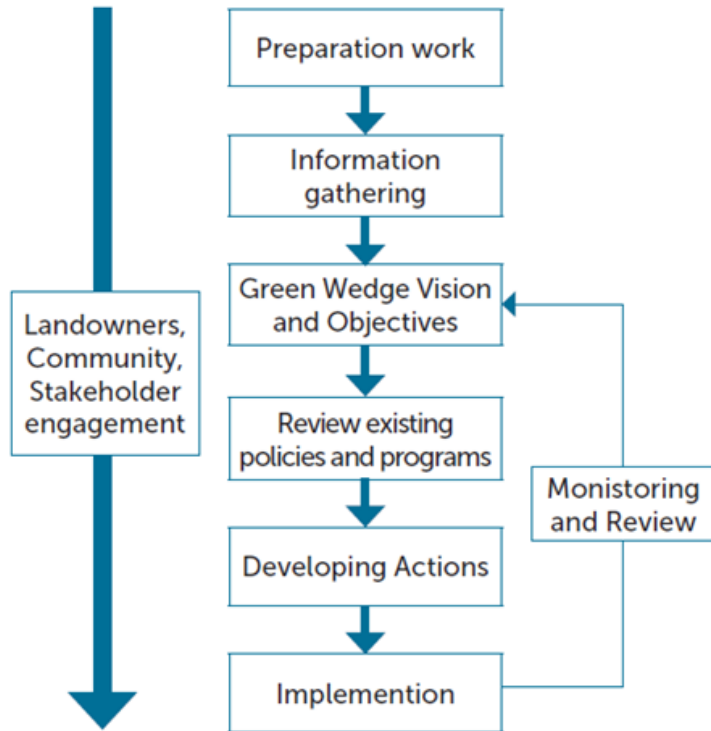 Preparation work
Information
gathering
Green Wedge Vision
and Objectives
Landowners,
Community,
Stakeholder
engagement
Review existing
policies and programs
Monistoring
and Review
Developing Actions
Implemention